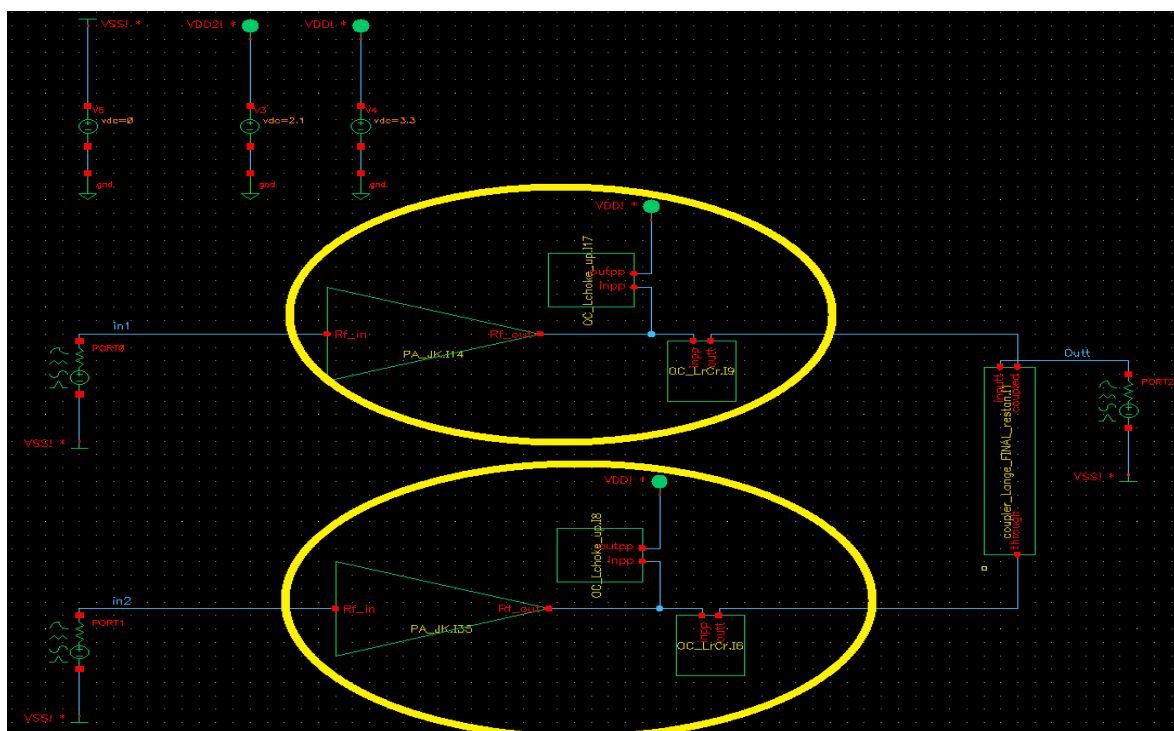 VSS! *
VDD2! *
VDD! *
V5
vdc=0
V3
vdc=2.1
V4
vdc=3.3
gnd
gnd
gnd
VDD! *
OC_Lchoke_up.I17
outpp
inpp
in1
Rf_in
Rf_out
PA_JK.I14
PORT0
inpp
outt
OC_LrCr.I9
VSS! *
Outt
inputt
coupled
coupler_Lange_FINAL_reston.I1
through
PORT2
VSS! *
VDD! *
OC_Lchoke_up.I8
outpp
inpp
in2
Rf_in
Rf_out
PA_JK.I35
PORT1
inpp
outt
OC_LrCr.I6
VSS! *